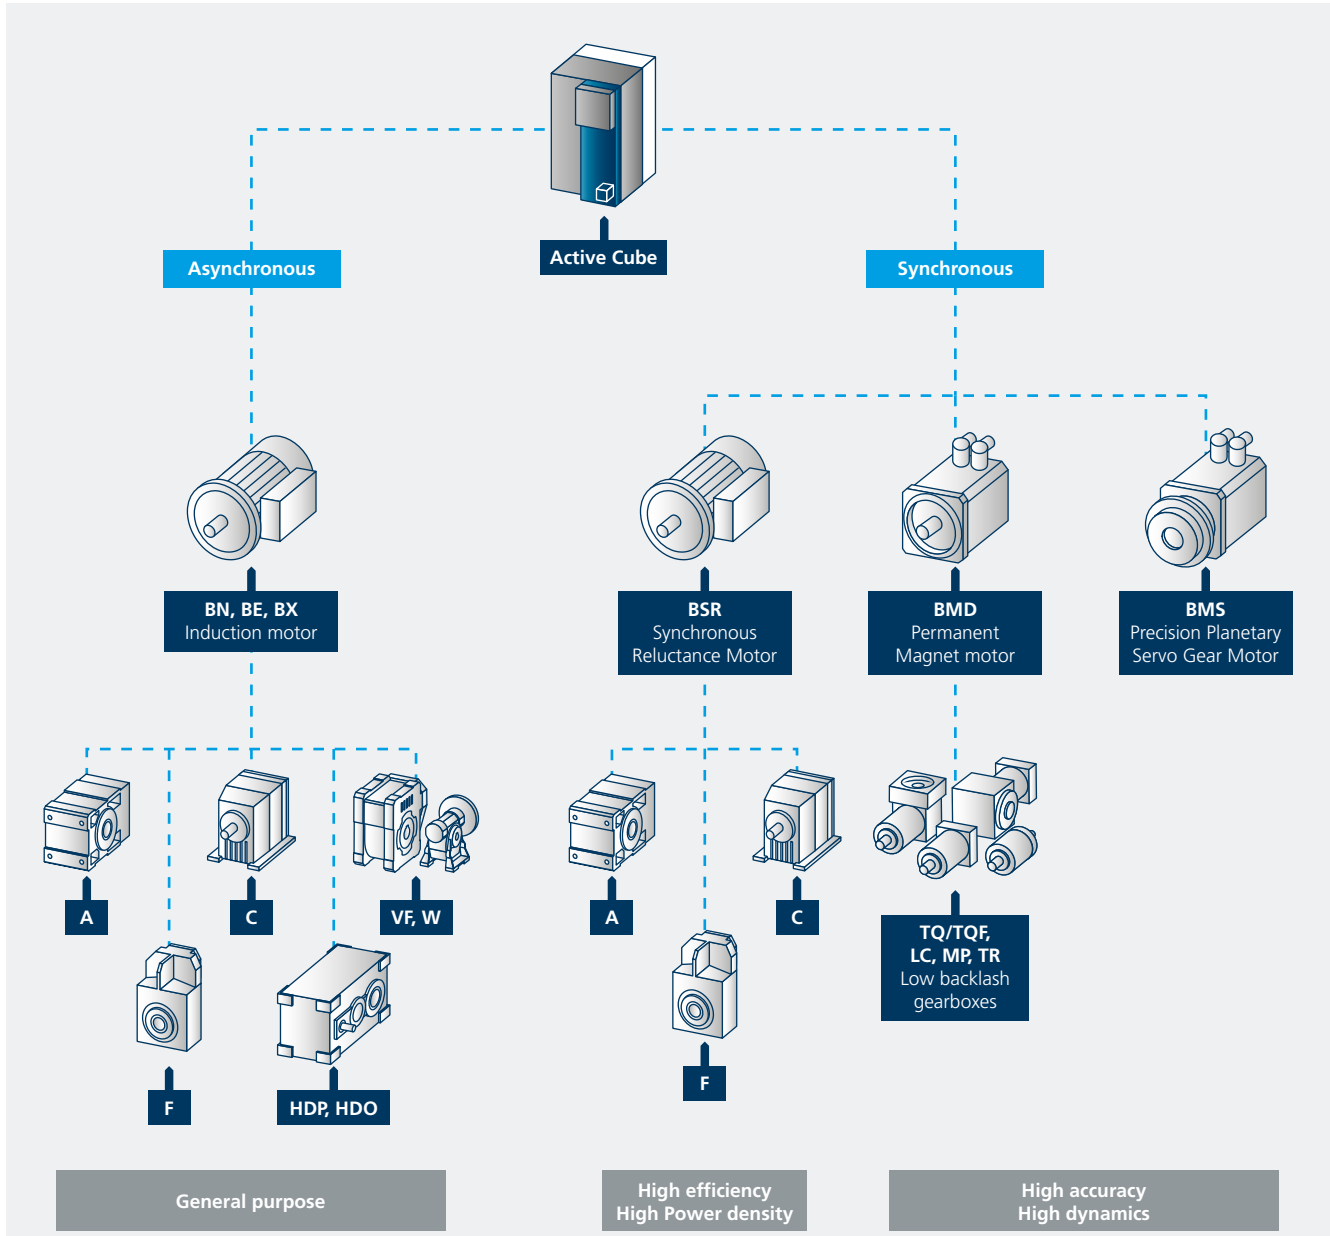 Active Cube
Asynchronous
Synchronous
BN, BE, BX
Induction motor
BSR
Synchronous
Reluctance Motor
BMD
Permanent
Magnet motor
BMS
Precision Planetary
Servo Gear Motor
A
C
VF, W
F
HDP, HDO
A
C
F
TQ/TQF,
LC, MP, TR
Low backlash
gearboxes
General purpose
High efficiency
High Power density
High accuracy
High dynamics